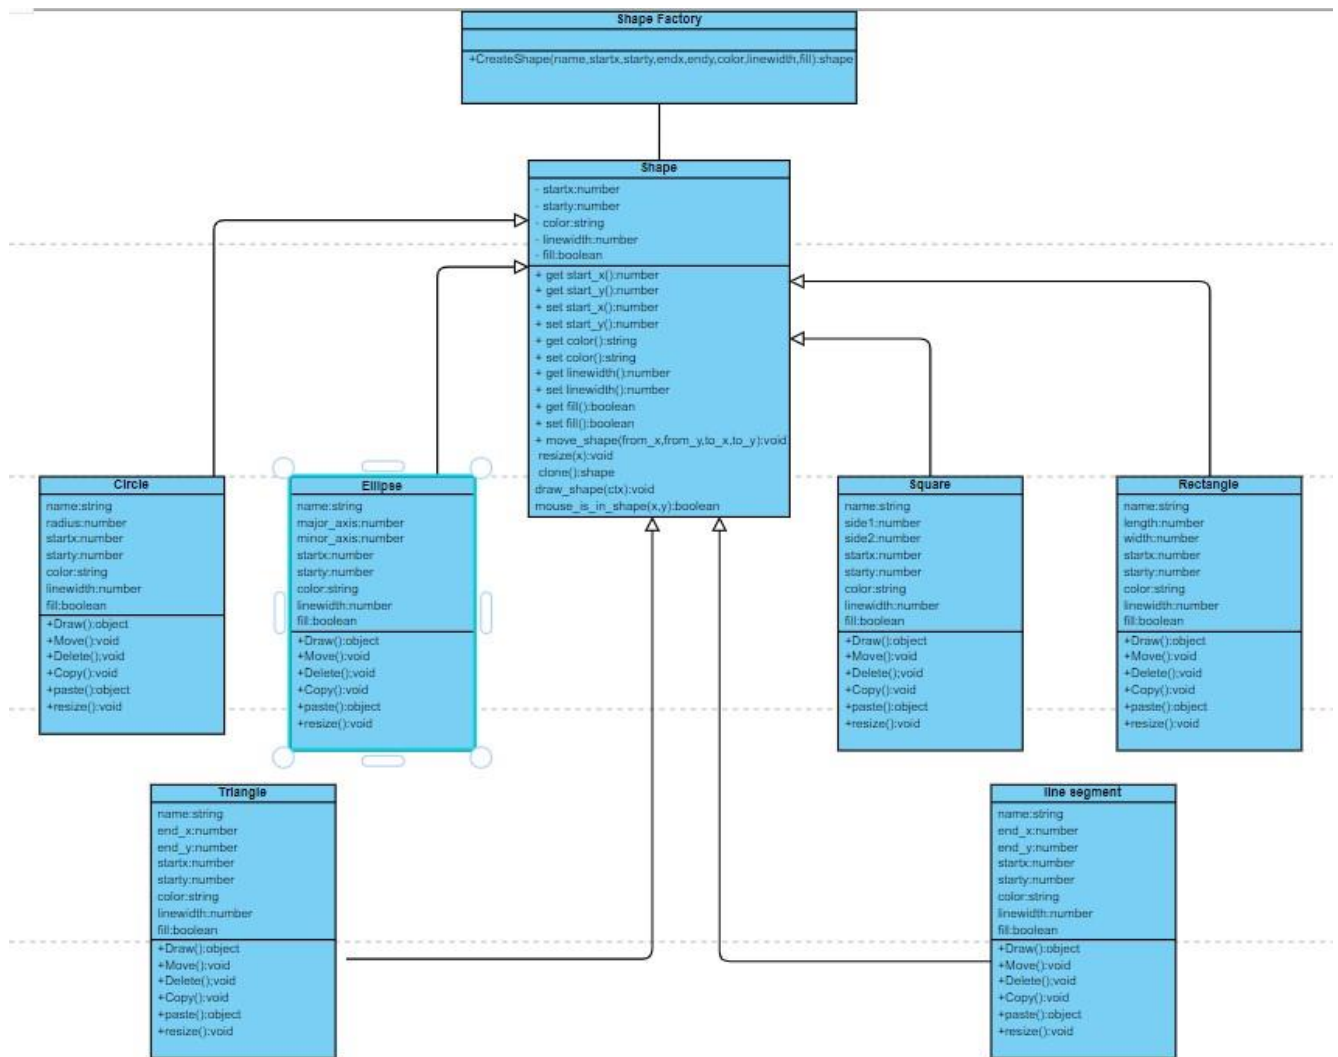 Shape Factory
+CreateShape(name,startx,starty,endx,endy,color,linewidth,fill):shape
Shape
- startx:number
- starty:number
- color:string
- linewidth:number
- fill:boolean
+ get start_x():number
+ get start_y():number
+ set start_x():number
+ set start_y():number
+ get color():string
+ set color():string
+ get linewidth():number
+ set linewidth():number
+ get fill():boolean
+ set fill():boolean
+ move_shape(from_x,from_y,to_x,to_y):void
resize(x):void
clone():shape
draw_shape(ctx):void
mouse_is_in_shape(x,y):boolean
Circle
name:string
radius:number
startx:number
starty:number
color:string
linewidth:number
fill:boolean
+Draw():object
+Move():void
+Delete();void
+Copy():void
+paste():object
+resize():void
Ellipse
name:string
major_axis:number
minor_axis:number
startx:number
starty:number
color:string
linewidth:number
fill:boolean
+Draw():object
+Move():void
+Delete();void
+Copy():void
+paste():object
+resize():void
Square
name:string
side1:number
side2:number
startx:number
starty:number
color:string
linewidth:number
fill:boolean
+Draw():object
+Move():void
+Delete();void
+Copy():void
+paste():object
+resize():void
Rectangle
name:string
length:number
width:number
startx:number
starty:number
color:string
linewidth:number
fill:boolean
+Draw():object
+Move():void
+Delete();void
+Copy():void
+paste():object
+resize():void
Triangle
name:string
end_x:number
end_y:number
startx:number
starty:number
color:string
linewidth:number
fill:boolean
+Draw():object
+Move():void
+Delete();void
+Copy():void
+paste():object
+resize():void
line segment
name:string
end_x:number
end_y:number
startx:number
starty:number
color:string
linewidth:number
fill:boolean
+Draw():object
+Move():void
+Delete();void
+Copy():void
+paste():object
+resize():void